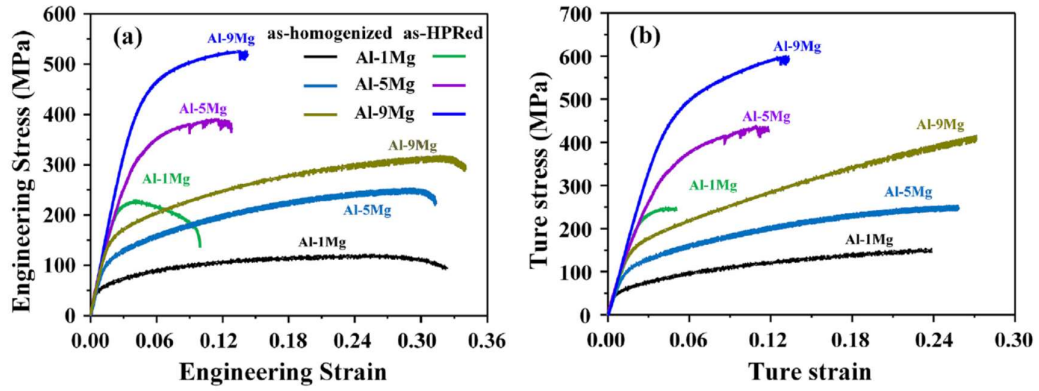 (a)
as-homogenized as-HPRed
Al-1Mg
Al-5Mg
Al-9Mg
Al-9Mg
Al-5Mg
Al-1Mg
Al-9Mg
Al-5Mg
Al-1Mg
600
500
400
300
200
100
0
Engineering Stress (MPa)
0.00 0.06 0.12 0.18 0.24 0.30 0.36
Engineering Strain
(b)
Al-9Mg
Al-5Mg
Al-9Mg
Al-1Mg
Al-5Mg
Al-1Mg
700
600
500
400
300
200
100
0
Ture stress (MPa)
0.00 0.06 0.12 0.18 0.24 0.30
Ture strain